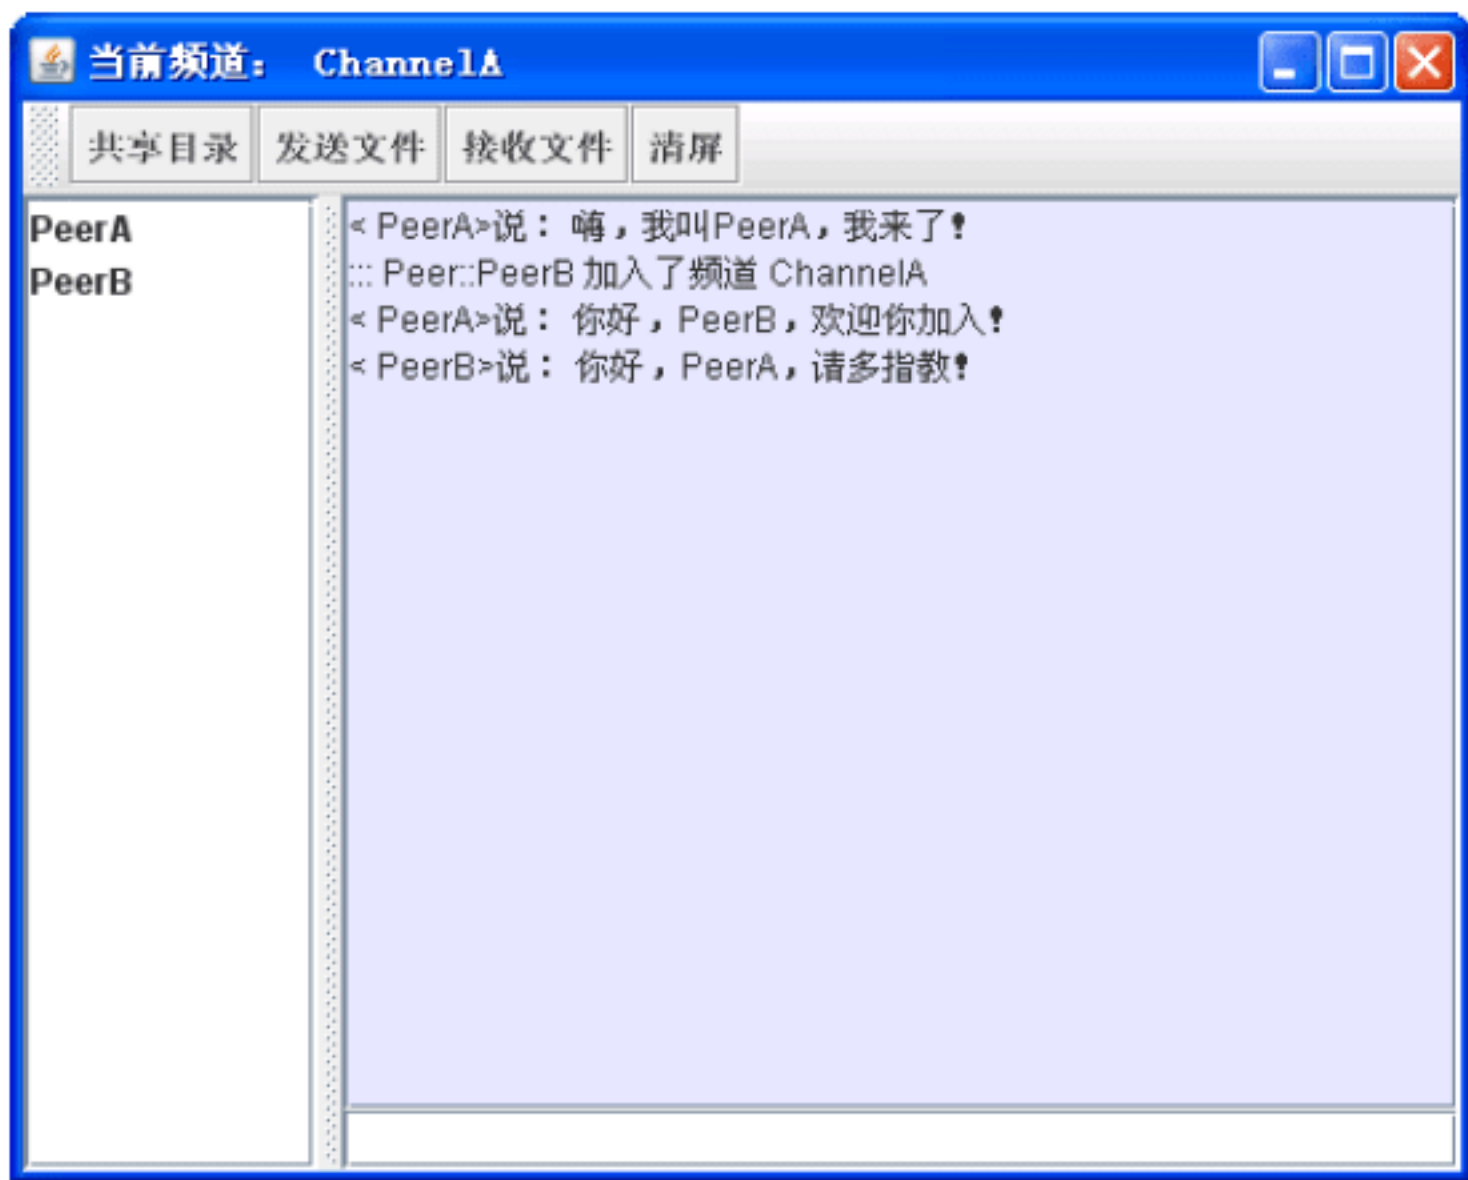 当前频道： ChannelA
共享目录 发送文件 接收文件 清屏
PeerA
PeerB
< PeerA>说： 嗨，我叫PeerA，我来了！
::: Peer::PeerB 加入了频道 ChannelA
< PeerA>说： 你好，PeerB，欢迎你加入！
< PeerB>说： 你好，PeerA，请多指教！